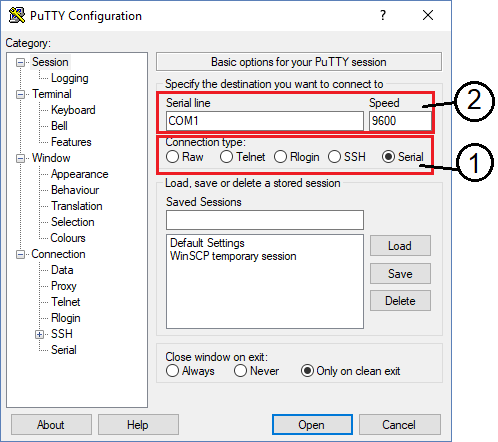 PuTTY Configuration
? ×
Category:
Session
Logging
Terminal
Keyboard
Bell
Features
Window
Appearance
Behaviour
Translation
Selection
Colours
Connection
Data
Proxy
Telnet
Rlogin
SSH
Serial
Basic options for your PuTTY session
Specify the destination you want to connect to
Serial line Speed
COM1 9600
2
Connection type:
Raw Telnet Rlogin SSH Serial
1
Load, save or delete a stored session
Saved Sessions
Default Settings
WinSCP temporary session
Load
Save
Delete
Close window on exit:
Always Never Only on clean exit
About Help Open Cancel